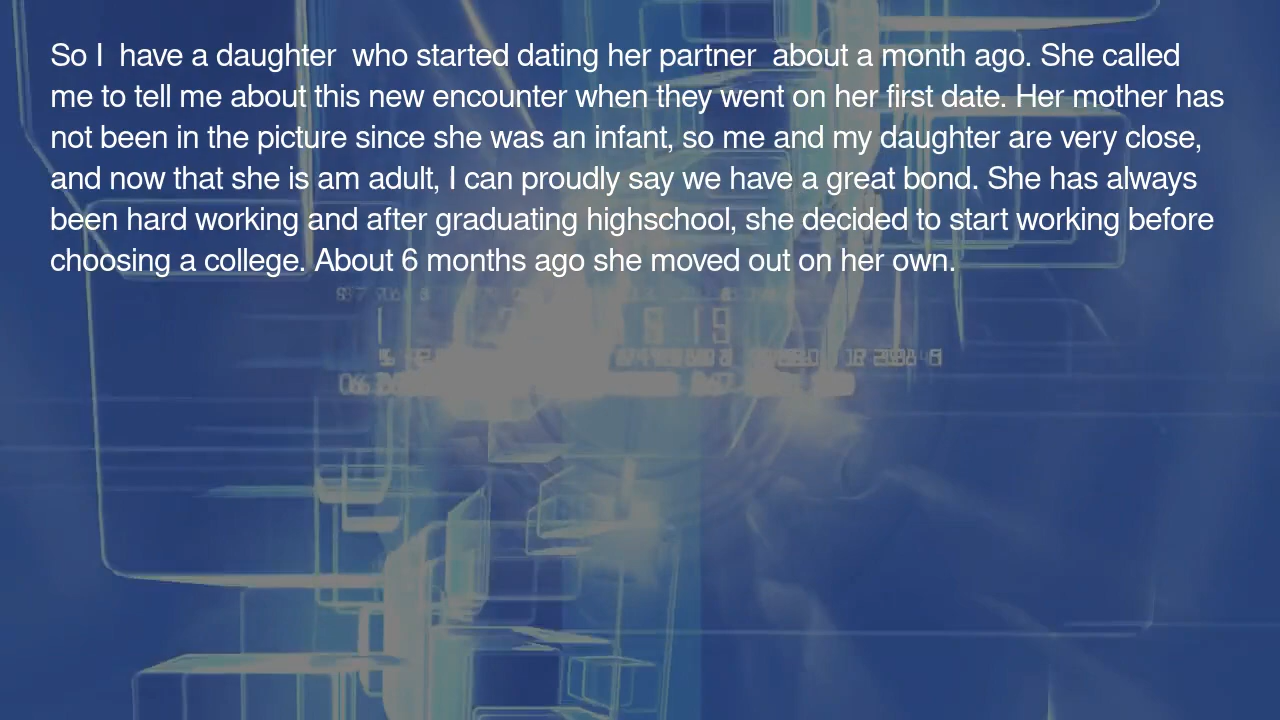 So I  have a daughter  who started dating her partner  about a month ago. She called
me to tell me about this new encounter when they went on her first date. Her mother has
not been in the picture since she was an infant, so me and my daughter are very close,
and now that she is am adult, I can proudly say we have a great bond. She has always
been hard working and after graduating highschool, she decided to start working before
choosing a college. About 6 months ago she moved out on her own.